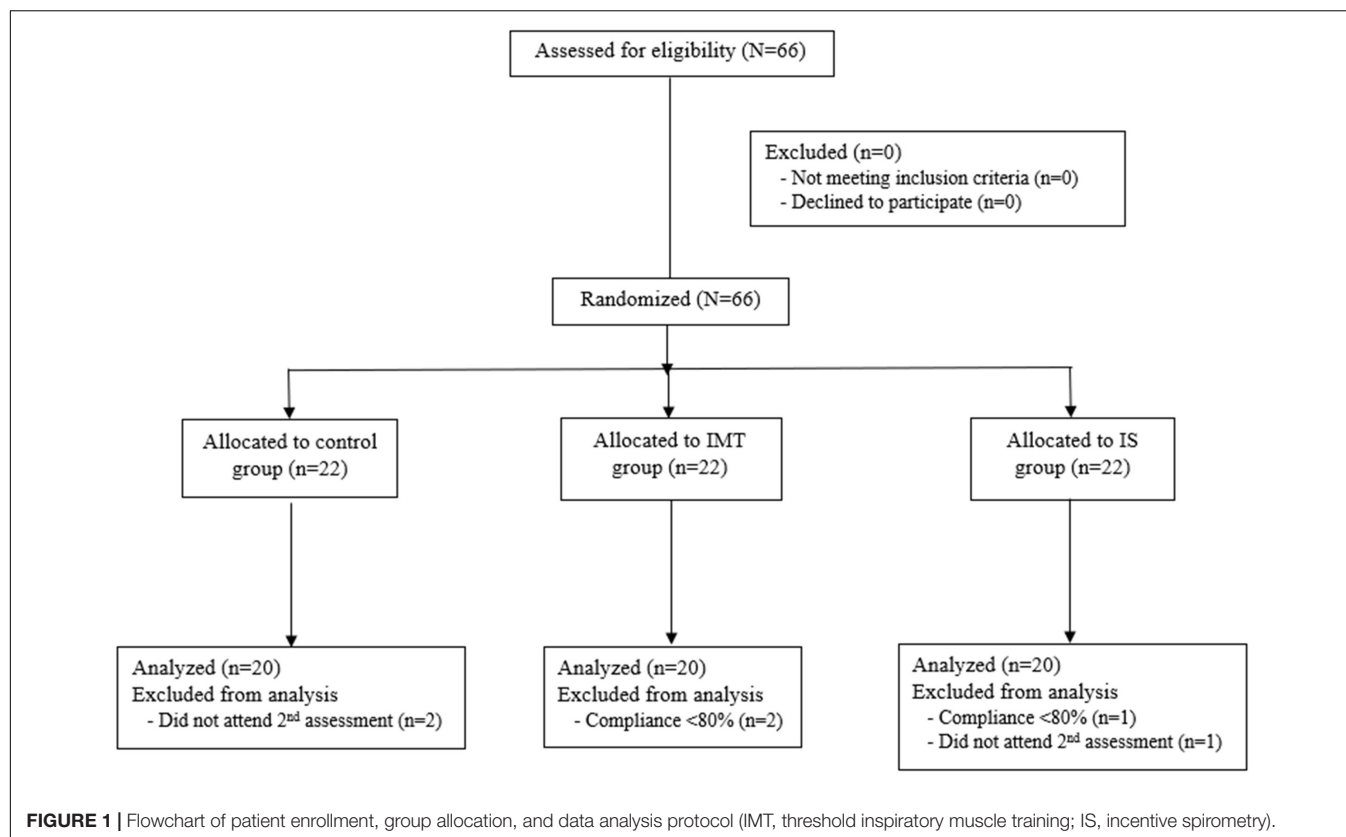 Assessed for eligibility (N=66)
Excluded (n=0)
- Not meeting inclusion criteria (n=0)
- Declined to participate (n=0)
Randomized (N=66)
Allocated to control
group (n=22)
Allocated to IMT
group (n=22)
Allocated to IS
group (n=22)
Analyzed (n=20)
Excluded from analysis
- Did not attend 2nd assessment (n=2)
Analyzed (n=20)
Excluded from analysis
- Compliance <80% (n=2)
Analyzed (n=20)
Excluded from analysis
- Compliance <80% (n=1)
- Did not attend 2nd assessment (n=1)
FIGURE 1 | Flowchart of patient enrollment, group allocation, and data analysis protocol (IMT, threshold inspiratory muscle training; IS, incentive spirometry).